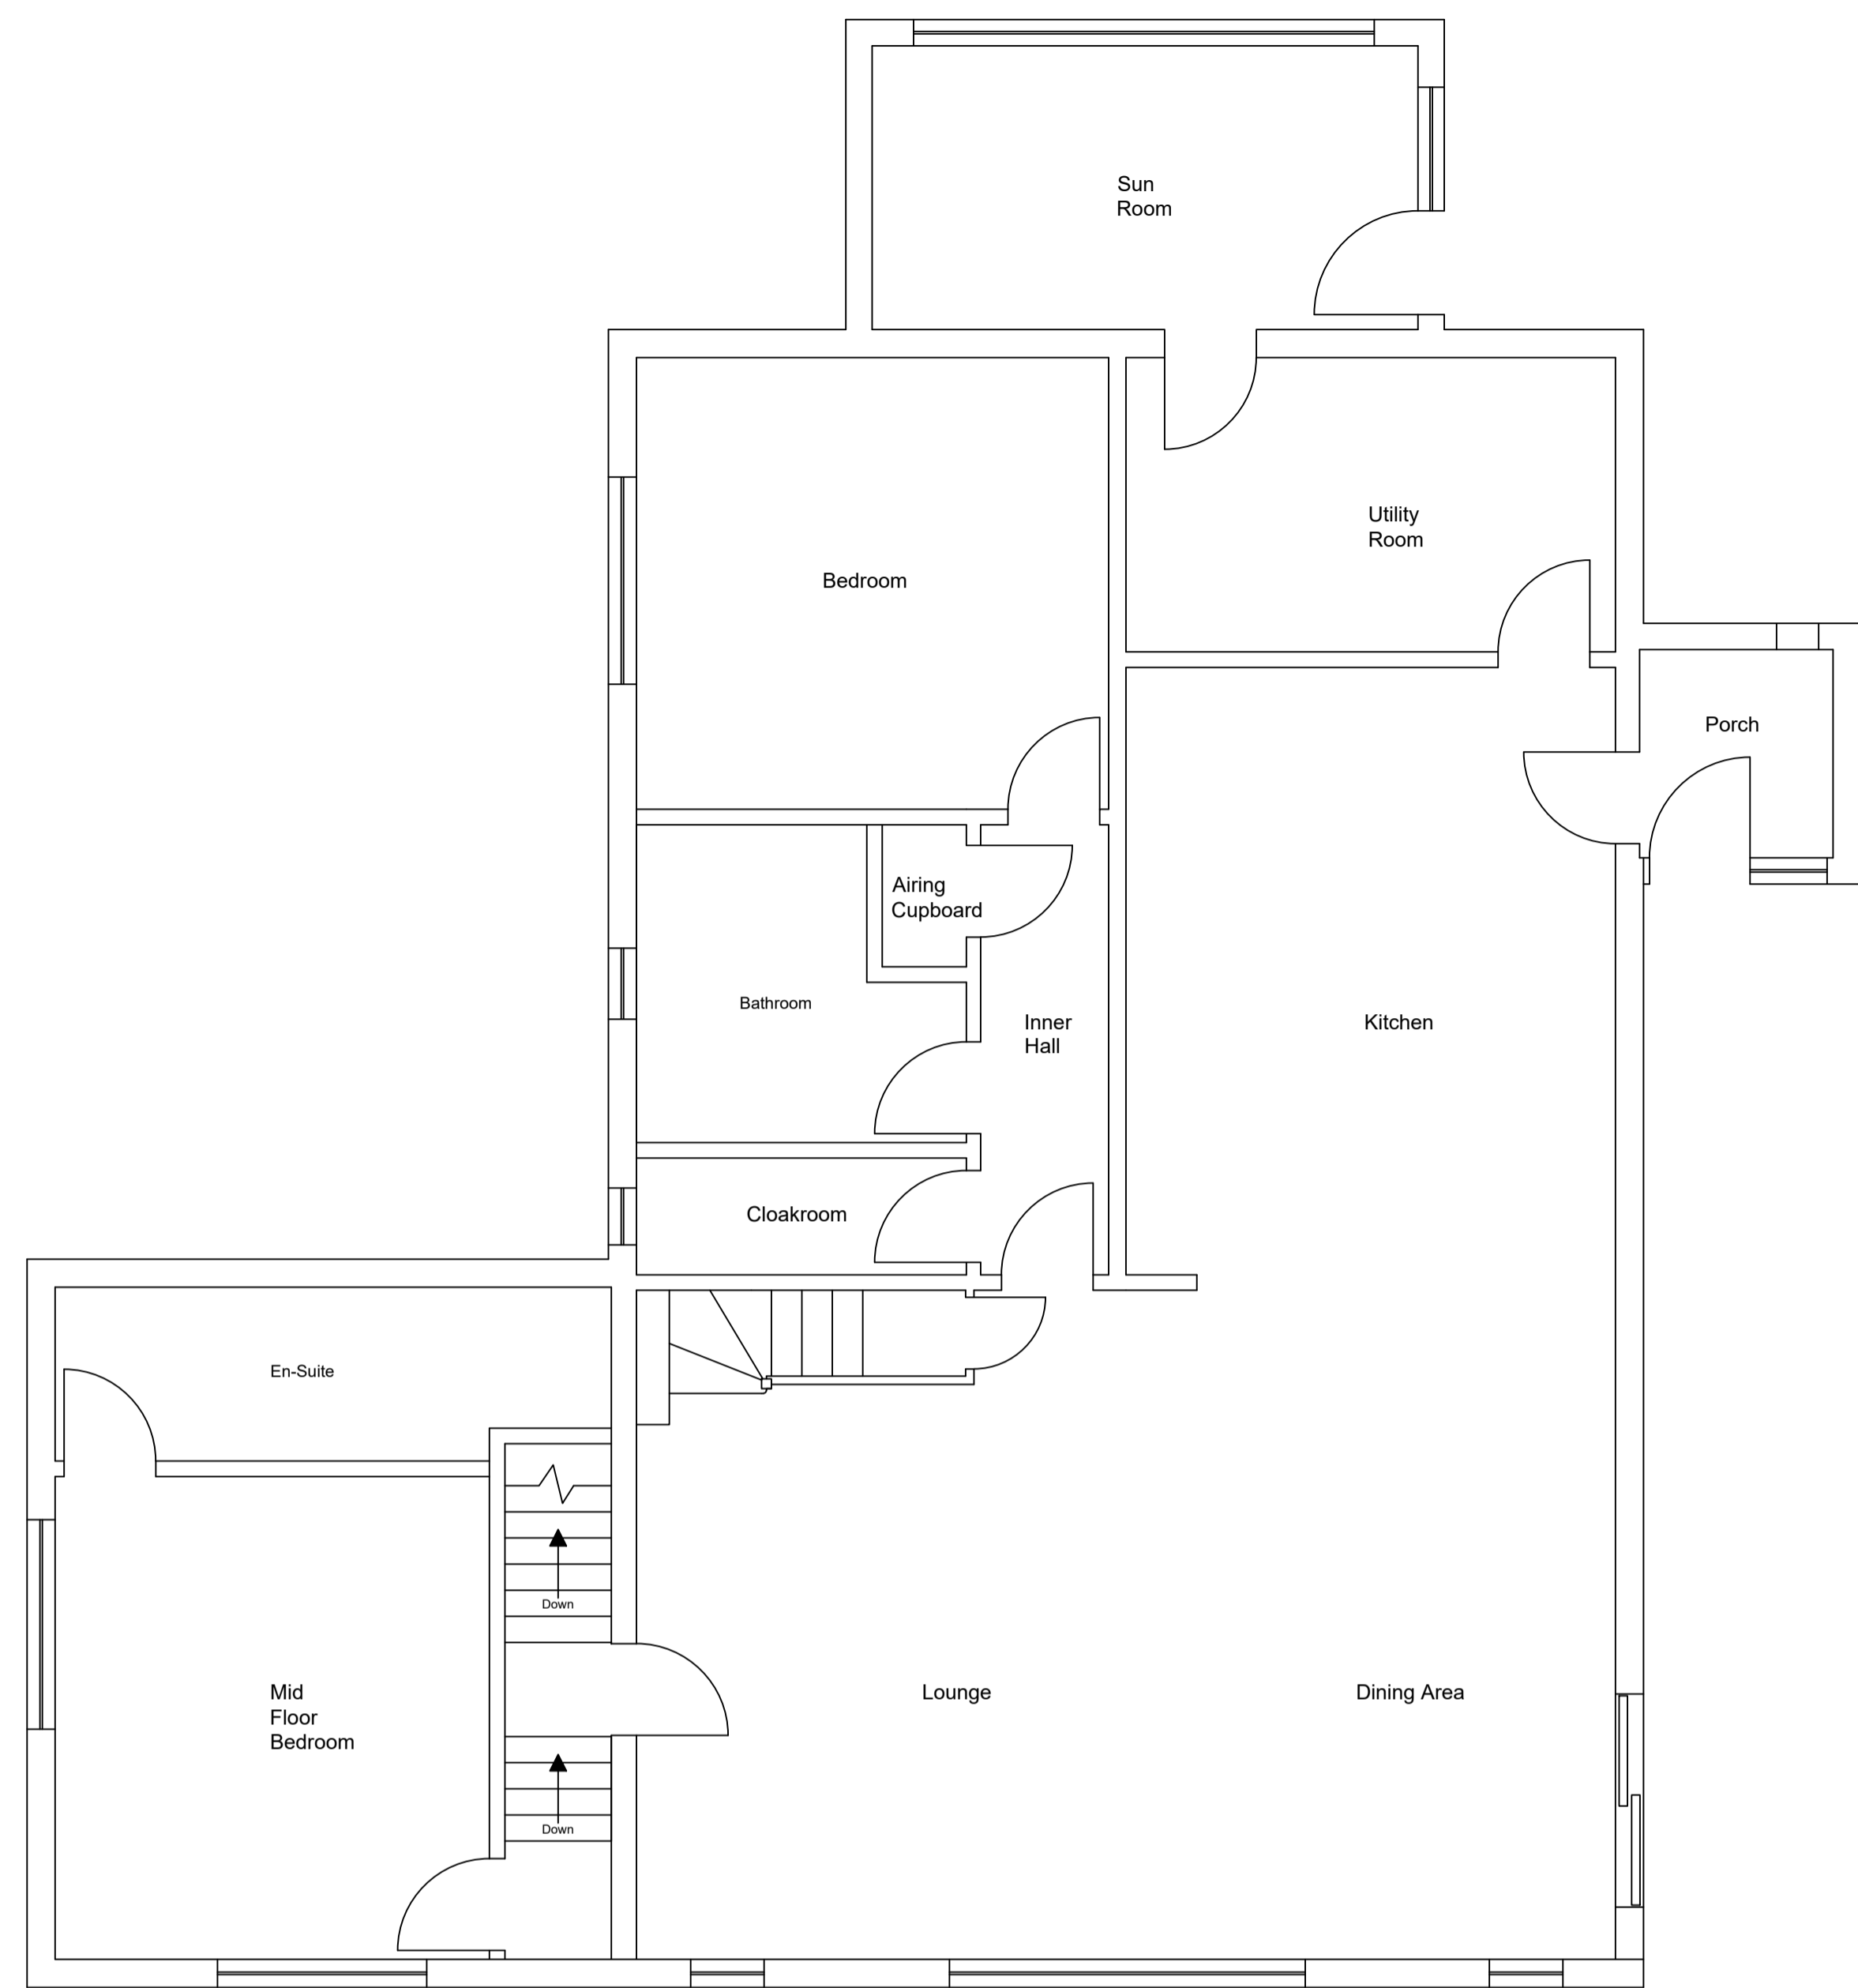 Sun
Room
Utility
Room
Bedroom
Porch
Airing
Cupboard
Bathroom
Inner
Hall
Kitchen
Cloakroom
En-Suite
Down
Mid
Floor
Bedroom
Lounge
Dining Area
Down